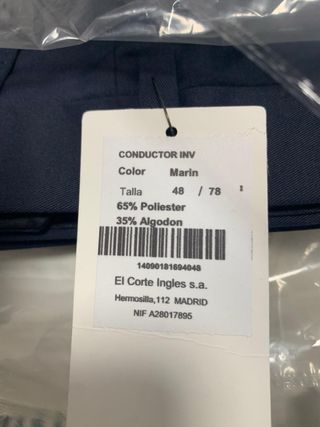 CONDUCTOR INV
Color Marin
Talla 48 / 78
65% Poliester
35% Algodon
14090181694048
El Corte Ingles s.a.
Hermosilla,112 MADRID
NIF A28017895